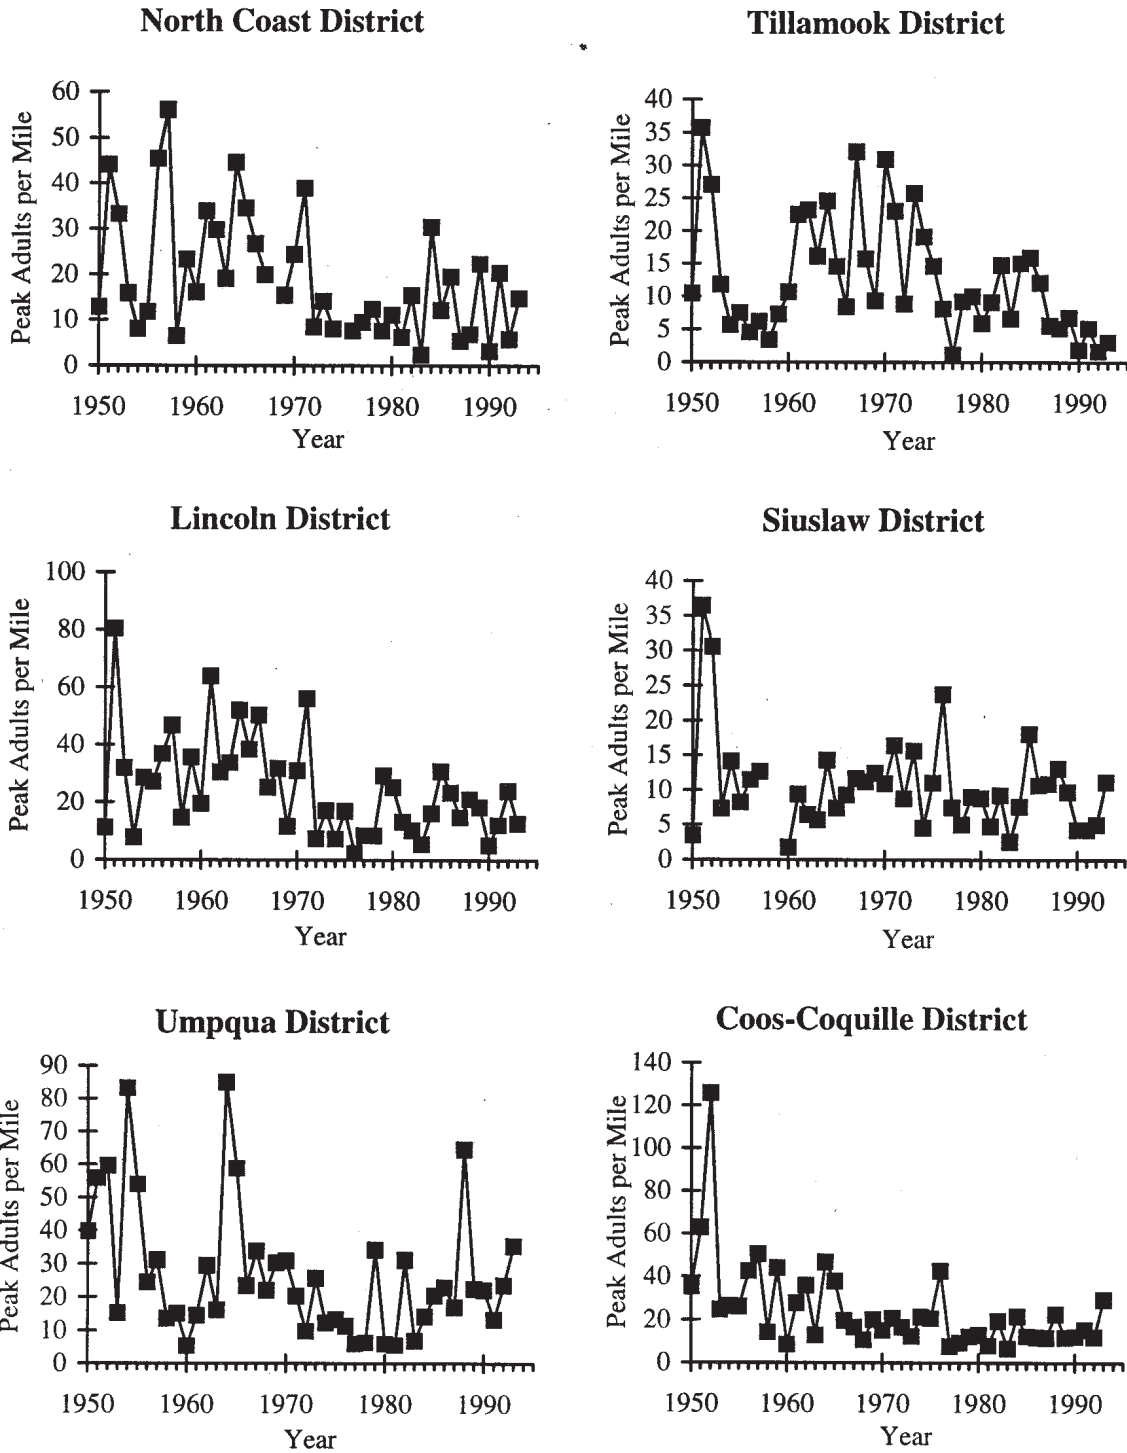 North Coast District
Peak Adults per Mile
60
50
40
30
20
10
0
1950 1960 1970 1980 1990
Year
Tillamook District
Peak Adults per Mile
40
35
30
25
20
15
10
5
0
1950 1960 1970 1980 1990
Year
Lincoln District
Peak Adults per Mile
100
80
60
40
20
0
1950 1960 1970 1980 1990
Year
Siuslaw District
Peak Adults per Mile
40
35
30
25
20
15
10
5
0
1950 1960 1970 1980 1990
Year
Umpqua District
Peak Adults per Mile
90
80
70
60
50
40
30
20
10
0
1950 1960 1970 1980 1990
Year
Coos-Coquille District
Peak Adults per Mile
140
120
100
80
60
40
20
0
1950 1960 1970 1980 1990
Year